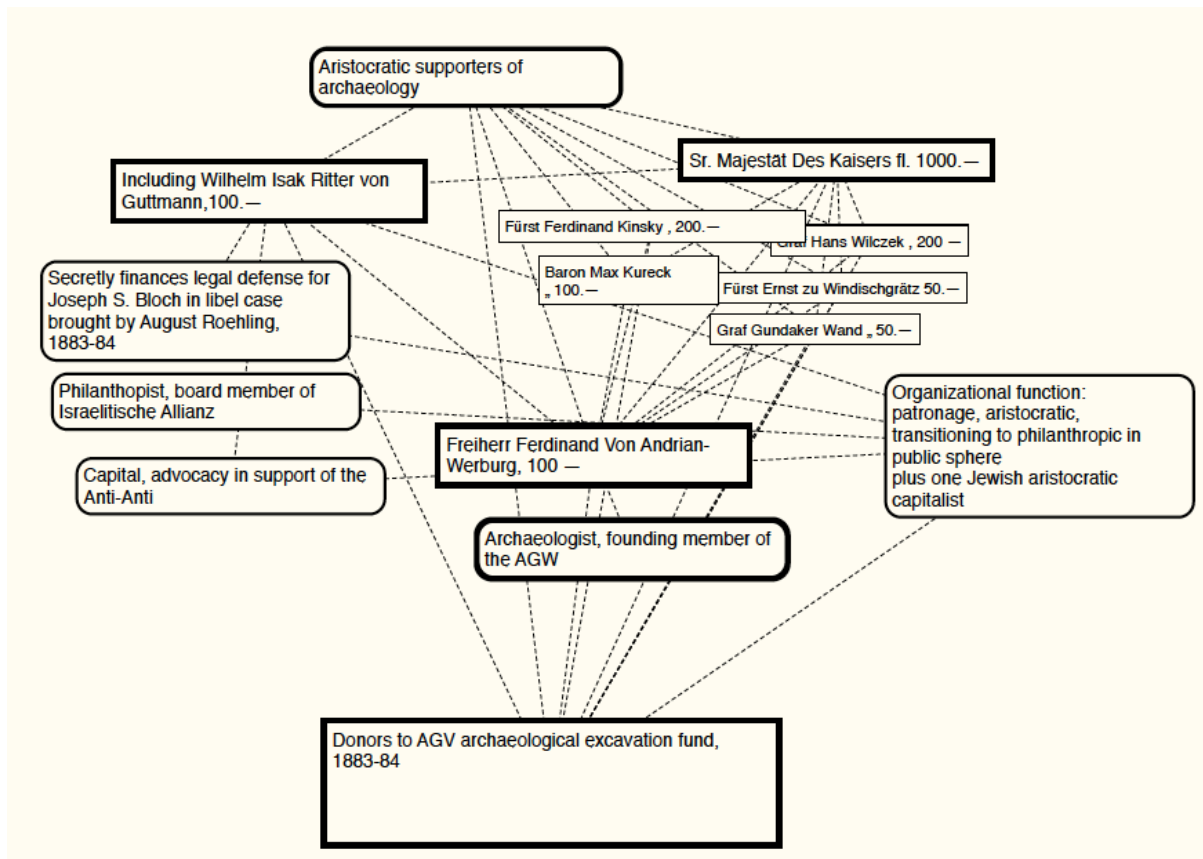 Aristocratic supporters of
archaeology
Sr. Majestät Des Kaisers fl. 1000.—
Including Wilhelm Isak Ritter von
Guttmann,100.—
Fürst Ferdinand Kinsky , 200.—
Graf Hans Wilczek , 200 —
Secretly finances legal defense for
Joseph S. Bloch in libel case
brought by August Roehling,
1883-84
Baron Max Kureck
„ 100.—
Fürst Ernst zu Windischgrätz 50.—
Graf Gundaker Wand „ 50.—
Philanthopist, board member of
Israelitische Allianz
Organizational function:
patronage, aristocratic,
transitioning to philanthropic in
public sphere
plus one Jewish aristocratic
capitalist
Freiherr Ferdinand Von Andrian-
Werburg, 100 —
Capital, advocacy in support of the
Anti-Anti
Archaeologist, founding member of
the AGW
Donors to AGV archaeological excavation fund,
1883-84